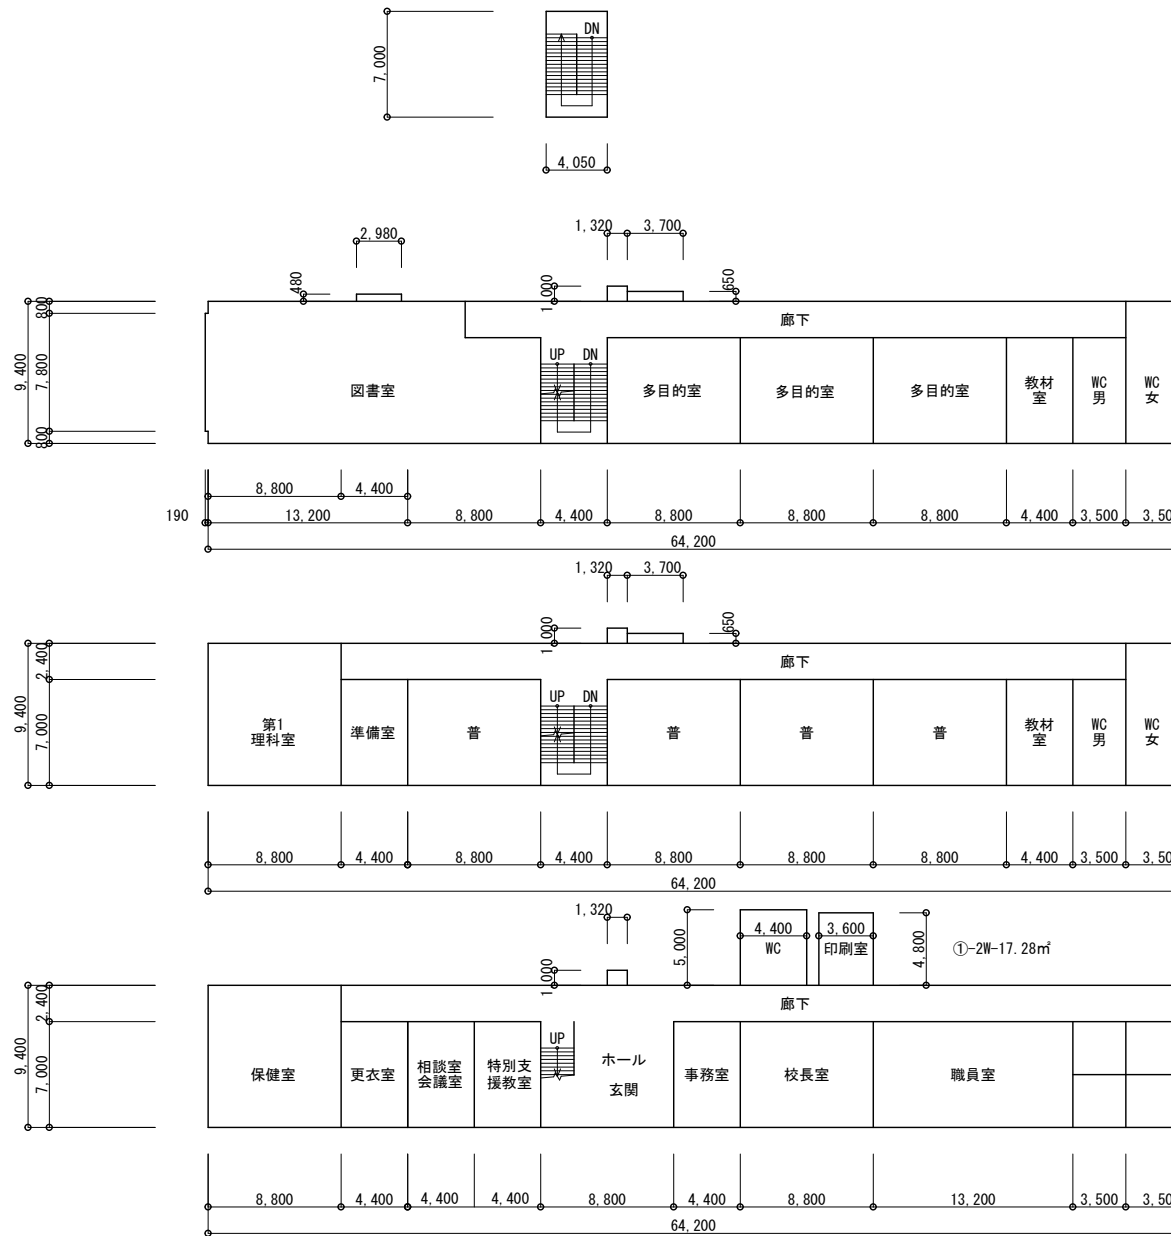 DN
7,000
4,050
1,320 3,700
2,980
480
1,000
650
廊下
800
9,400
7,800
800
UP DN
図書室
多目的室
多目的室
多目的室
教材
室
WC
男
WC
女
8,800 4,400
190 13,200 8,800 4,400 8,800 8,800 8,800 4,400 3,500 3,50
64,200
1,320 3,700
1,000
650
廊下
2,400
9,400
7,000
UP DN
第1
理科室
準備室
普
普
普
普
教材
室
WC
男
WC
女
8,800 4,400 8,800 4,400 8,800 8,800 8,800 4,400 3,500 3,50
64,200
1,320
5,000
4,400
WC
3,600
印刷室
4,800
①-2W-17.28㎡
1,000
廊下
2,400
9,400
7,000
UP
保健室
更衣室
相談室
会議室
特別支
援教室
ホール
玄関
事務室
校長室
職員室
8,800 4,400 4,400 4,400 8,800 4,400 8,800 13,200 3,500 3,50
64,200